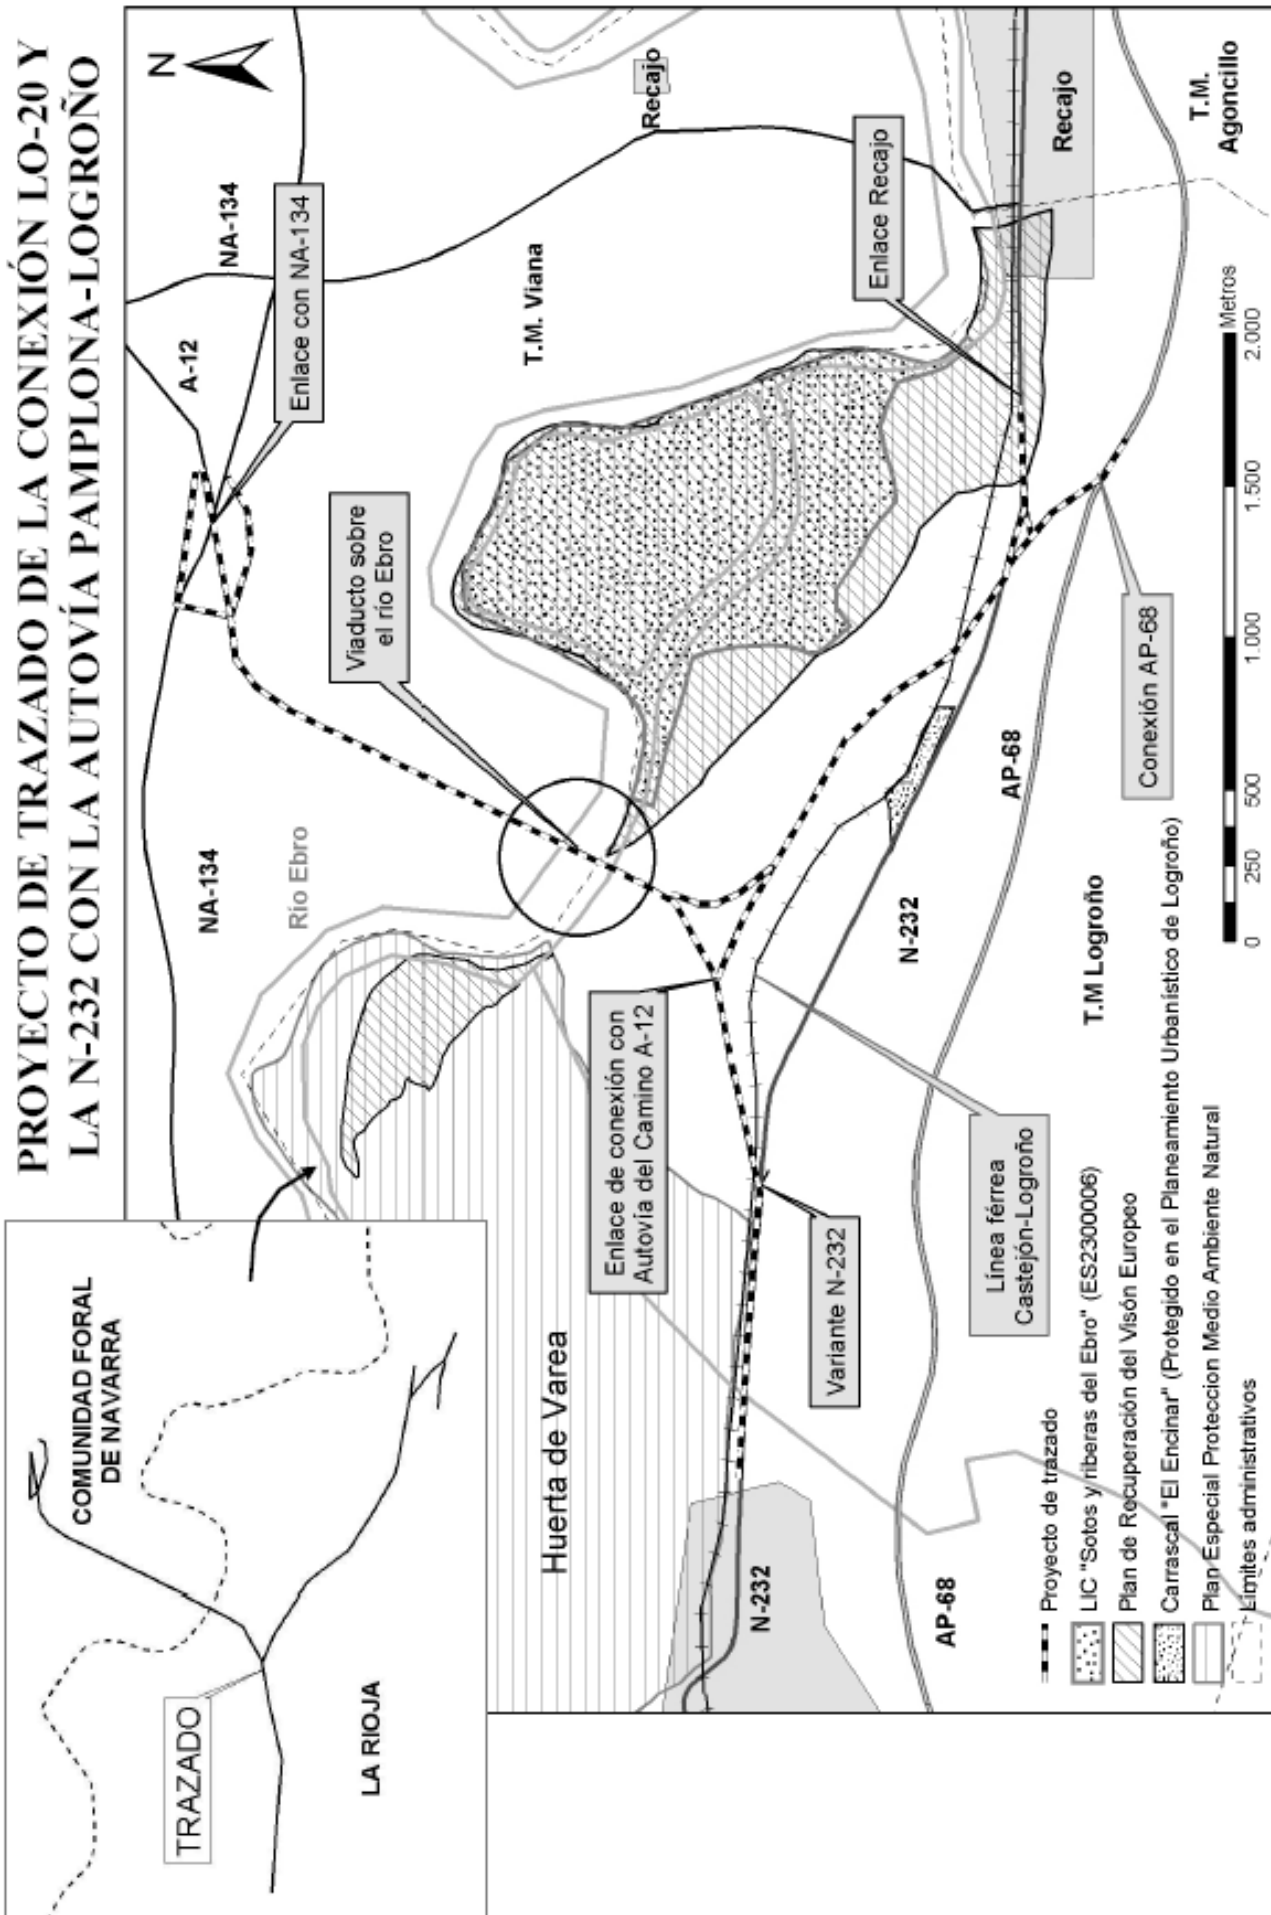 PROYECTO DE TRAZADO DE LA CONEXIÓN LO-20 Y
LA N-232 CON LA AUTOVÍA PAMPLONA-LOGROÑO
COMUNIDAD FORAL
DE NAVARRA
TRAZADO
LA RIOJA
N
NA-134
A-12
NA-134
Enlace con NA-134
Río Ebro
Viaducto sobre
el río Ebro
T.M. Viana
Recajo
Huerta de Varea
Enlace de conexión con
Autovía del Camino A-12
Enlace Recajo
Recajo
Variante N-232
N-232
N-232
Línea férrea
Castejón-Logroño
AP-68
AP-68
T.M Logroño
Conexión AP-68
T.M.
Agoncillo
Proyecto de trazado
LIC "Sotos y riberas del Ebro" (ES2300006)
Plan de Recuperación del Visón Europeo
Carrascal "El Encinar" (Protegido en el Planeamiento Urbanístico de Logroño)
Plan Especial Proteccion Medio Ambiente Natural
Límites administrativos
0 250 500 1.000 1.500 2.000
Metros